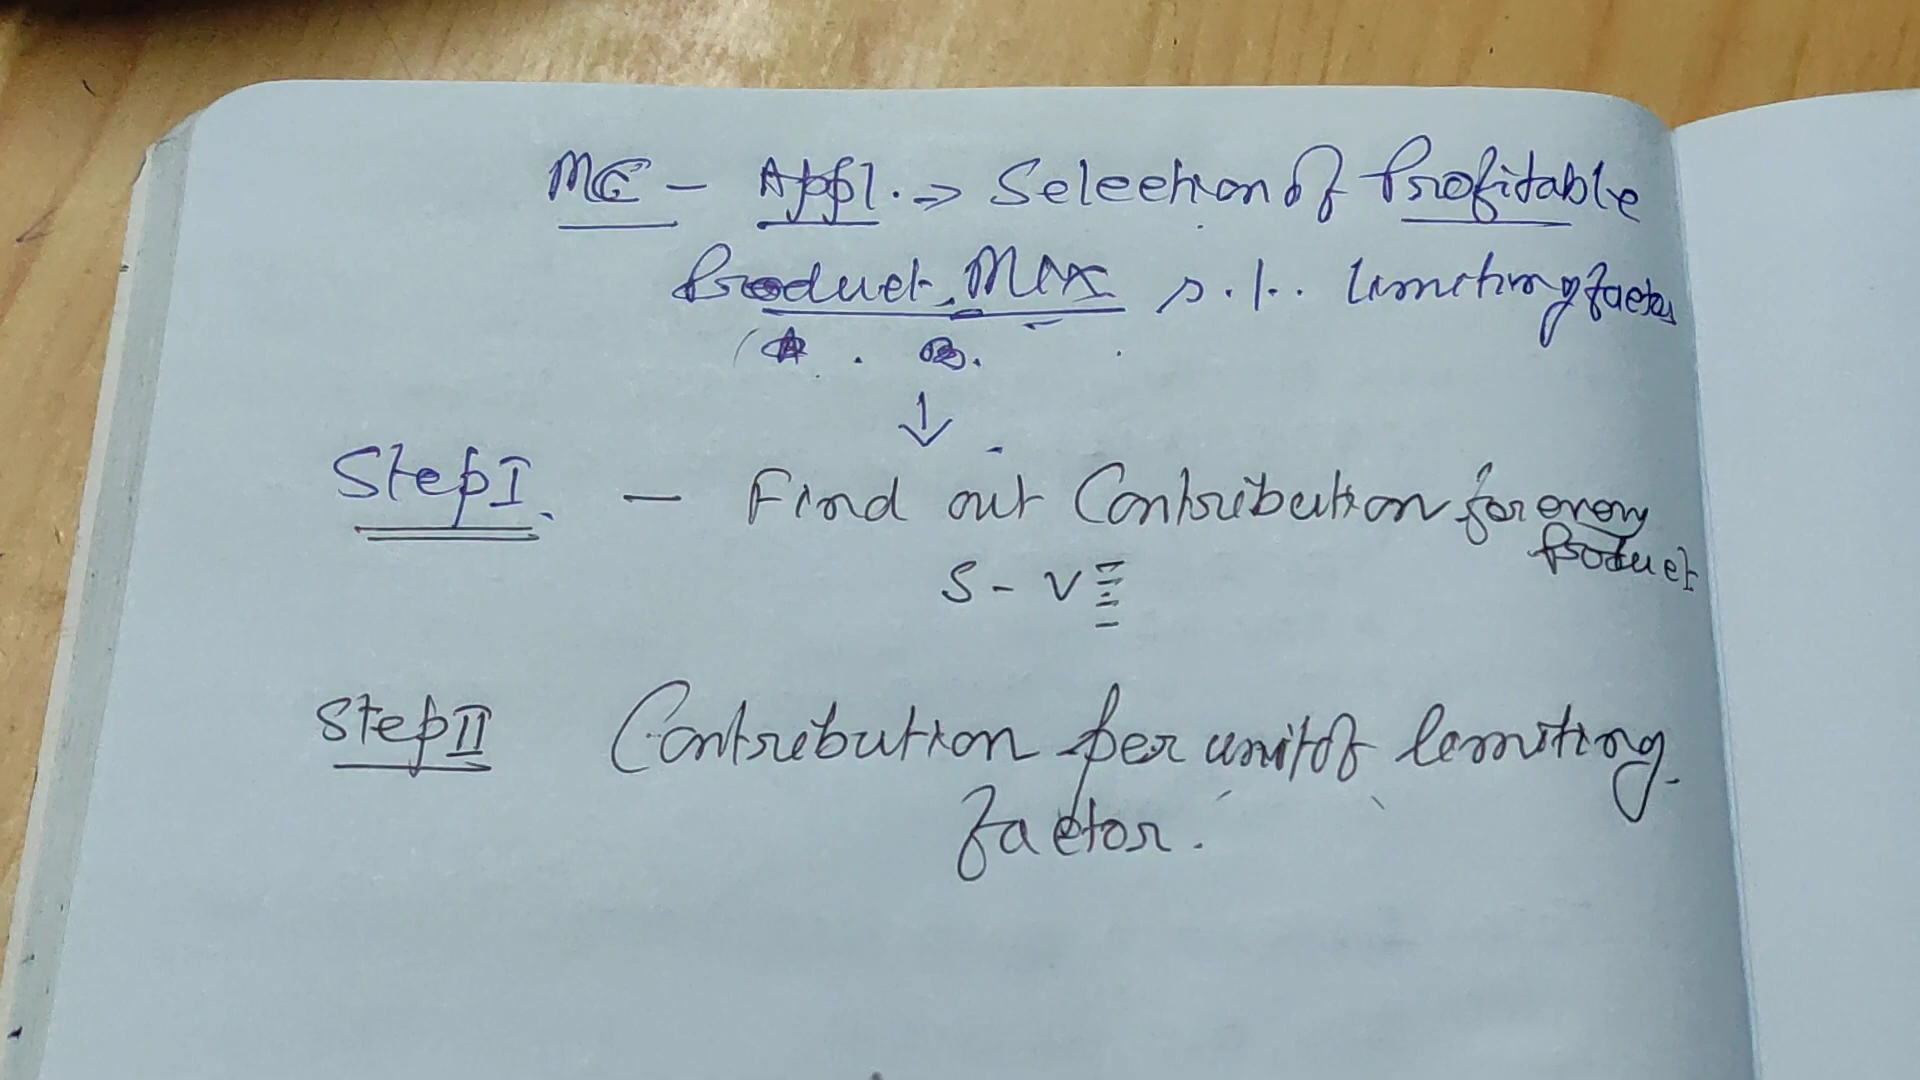 MC - Appl. => Selection of Profitable
Product Mix s.t. limiting factor
(A . B.
↓
Step I. - Find out Contribution for every
Product
S - V
Step II Contribution per unit of limiting
factor.